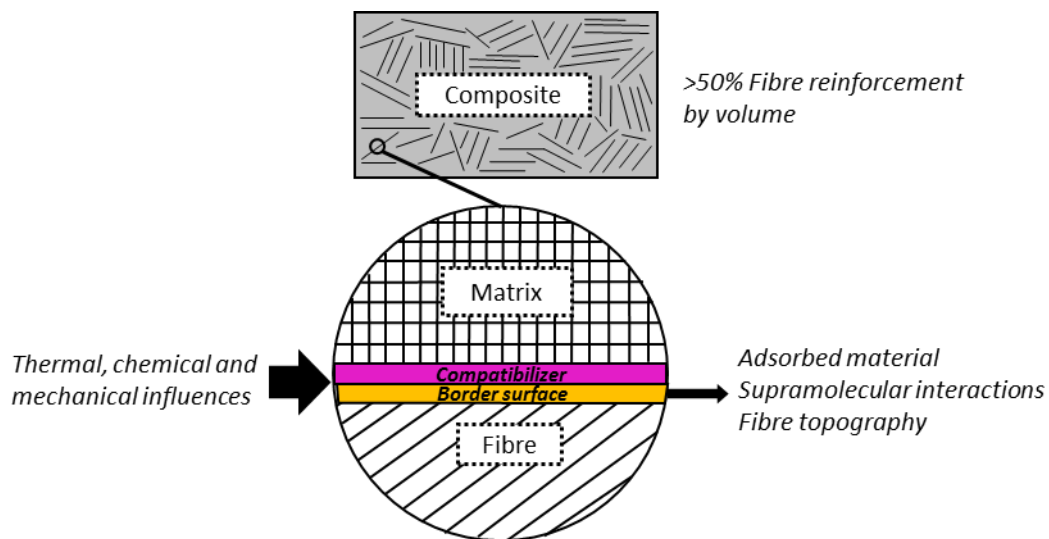 Composite
>50% Fibre reinforcement
by volume
Matrix
Thermal, chemical and
mechanical influences
Compatibilizer
Border surface
Adsorbed material
Supramolecular interactions
Fibre topography
Fibre